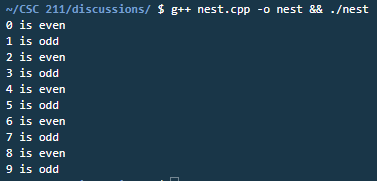 ~/CSC 211/discussions/ $ g++ nest.cpp -o nest && ./nest
0 is even
1 is odd
2 is even
3 is odd
4 is even
5 is odd
6 is even
7 is odd
8 is even
9 is odd